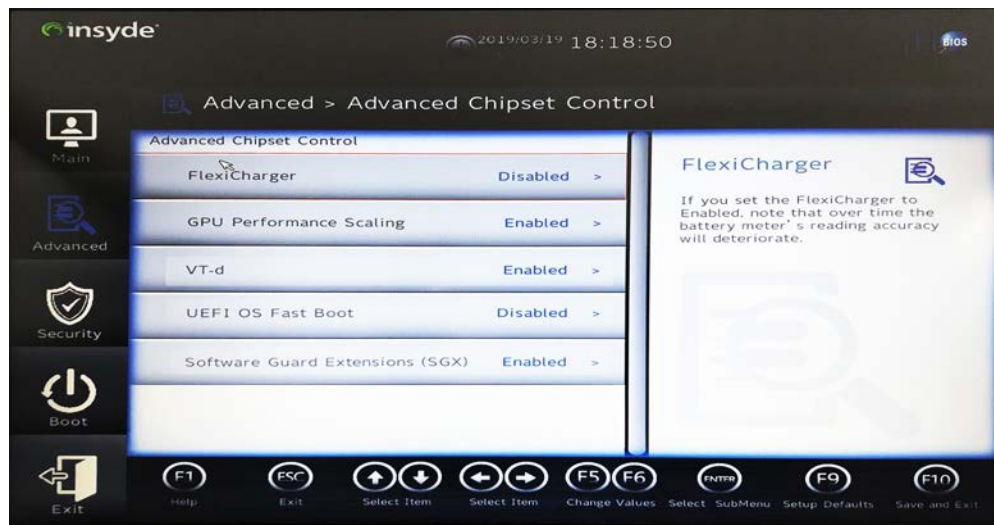 insyde
2019/03/19 18:18:50
BIOS
Advanced > Advanced Chipset Control
Main
Advanced
Security
Boot
Exit
Advanced Chipset Control
FlexiCharger Disabled >
GPU Performance Scaling Enabled >
VT-d Enabled >
UEFI OS Fast Boot Disabled >
Software Guard Extensions (SGX) Enabled >
FlexiCharger
If you set the FlexiCharger to
Enabled, note that over time the
battery meter's reading accuracy
will deteriorate.
F1 ESC F5 F6 ENTER F9 F10
Help Exit Select Item Select Item Change Values Select SubMenu Setup Defaults Save and Exit